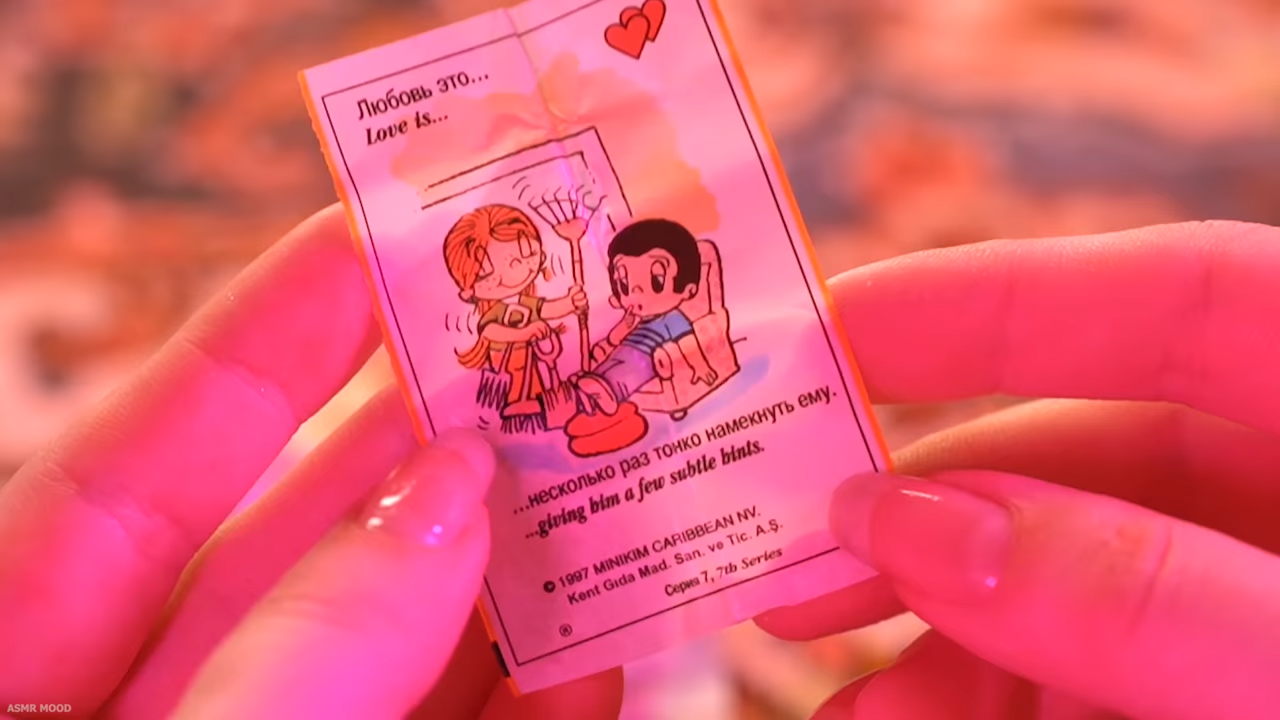 Любовь это...
Love is...
...несколько раз тонко намекнуть ему.
...giving him a few subtle hints.
© 1997 MINIKIM CARIBBEAN NV.
Kent Gıda Mad. San. ve Tic. A.Ş.
Серия 7, 7th Series
®
ASMR MOOD